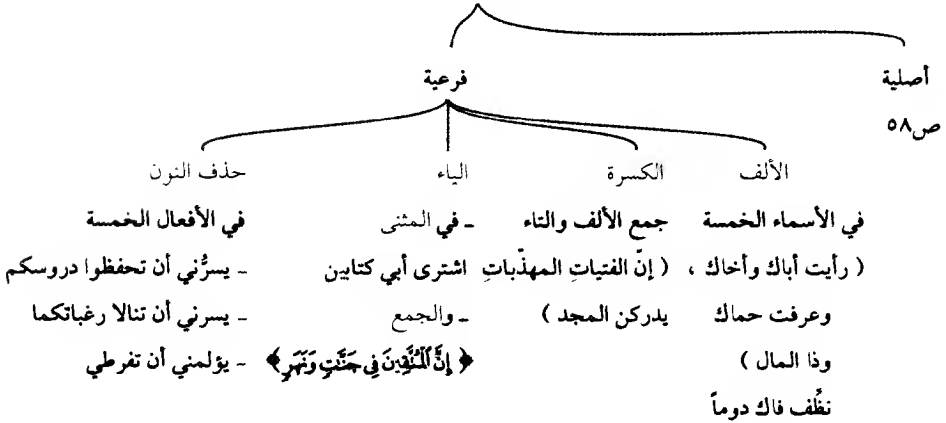 أصلية
فرعية
ص٥٨
الألف
الكسرة
الياء
حذف النون
في الأسماء الخمسة
( رأيت أباك وأخاك ،
وعرفت حماك
وذا المال )
نظِّف فاك دوماً
جمع الألف والتاء
( إنّ الفتياتِ المهذّباتِ
يدركن المجد )
ـ في المثنى
اشترى أبي كتابين
ـ والجمع
﴿ إِنَّ ٱلْمُتَّقِينَ فِى جَنَّٰتٍ وَنَهَرٍ ﴾
في الأفعال الخمسة
ـ يسرُّني أن تحفظوا دروسكم
ـ يسرني أن تنالا رغباتكما
ـ يؤلمني أن تفرطي